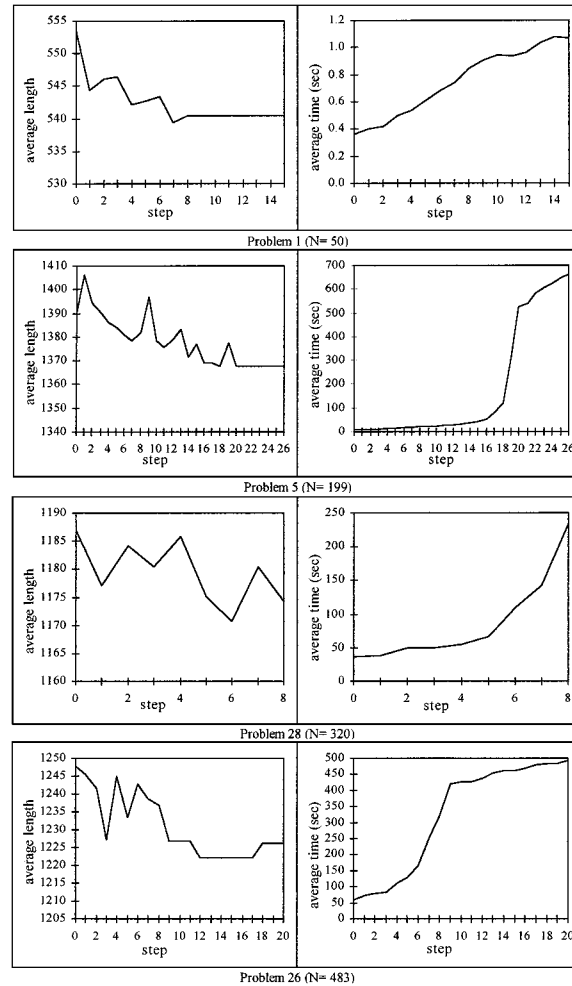 555
550
545
540
535
530
average length
0 2 4 6 8 10 12 14
step
1.2
1.0
0.8
0.6
0.4
0.2
0.0
average time (sec)
0 2 4 6 8 10 12 14
step
Problem 1 (N= 50)
1410
1400
1390
1380
1370
1360
1350
1340
average length
0 2 4 6 8 10 12 14 16 18 20 22 24 26
step
700
600
500
400
300
200
100
0
average time (sec)
0 2 4 6 8 10 12 14 16 18 20 22 24 26
step
Problem 5 (N= 199)
1190
1185
1180
1175
1170
1165
1160
average length
0 2 4 6 8
step
250
200
150
100
50
0
average time (sec)
0 2 4 6 8
step
Problem 28 (N= 320)
1250
1245
1240
1235
1230
1225
1220
1215
1210
1205
average length
0 2 4 6 8 10 12 14 16 18 20
step
500
450
400
350
300
250
200
150
100
50
0
average time (sec)
0 2 4 6 8 10 12 14 16 18 20
step
Problem 26 (N= 483)